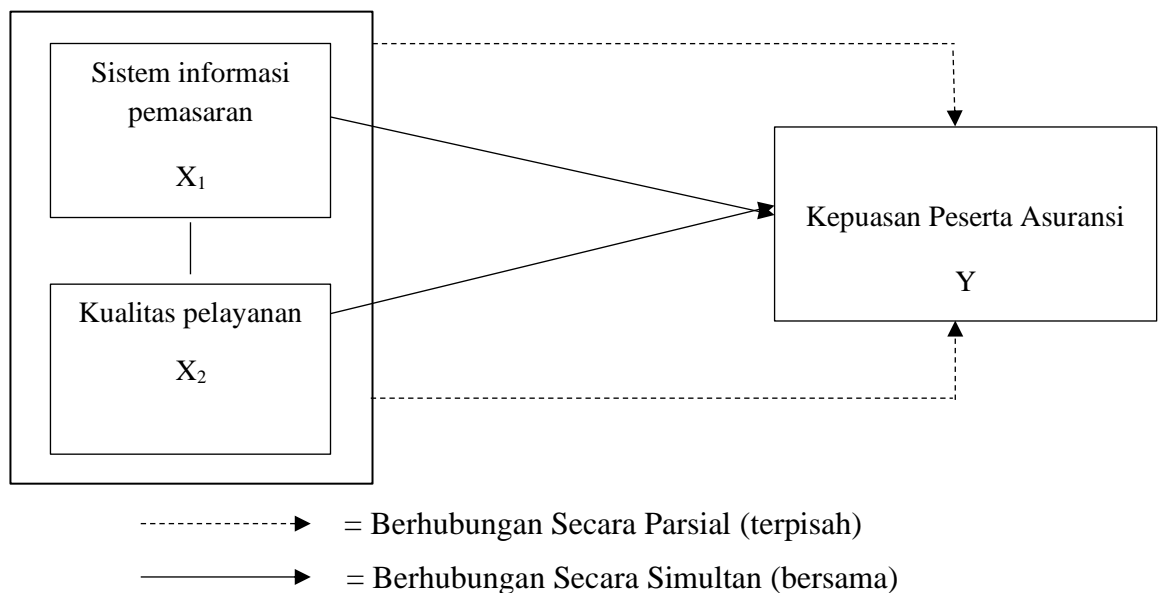 Sistem informasi
pemasaran
X₁
Kualitas pelayanan
X₂
Kepuasan Peserta Asuransi
Y
= Berhubungan Secara Parsial (terpisah)
= Berhubungan Secara Simultan (bersama)